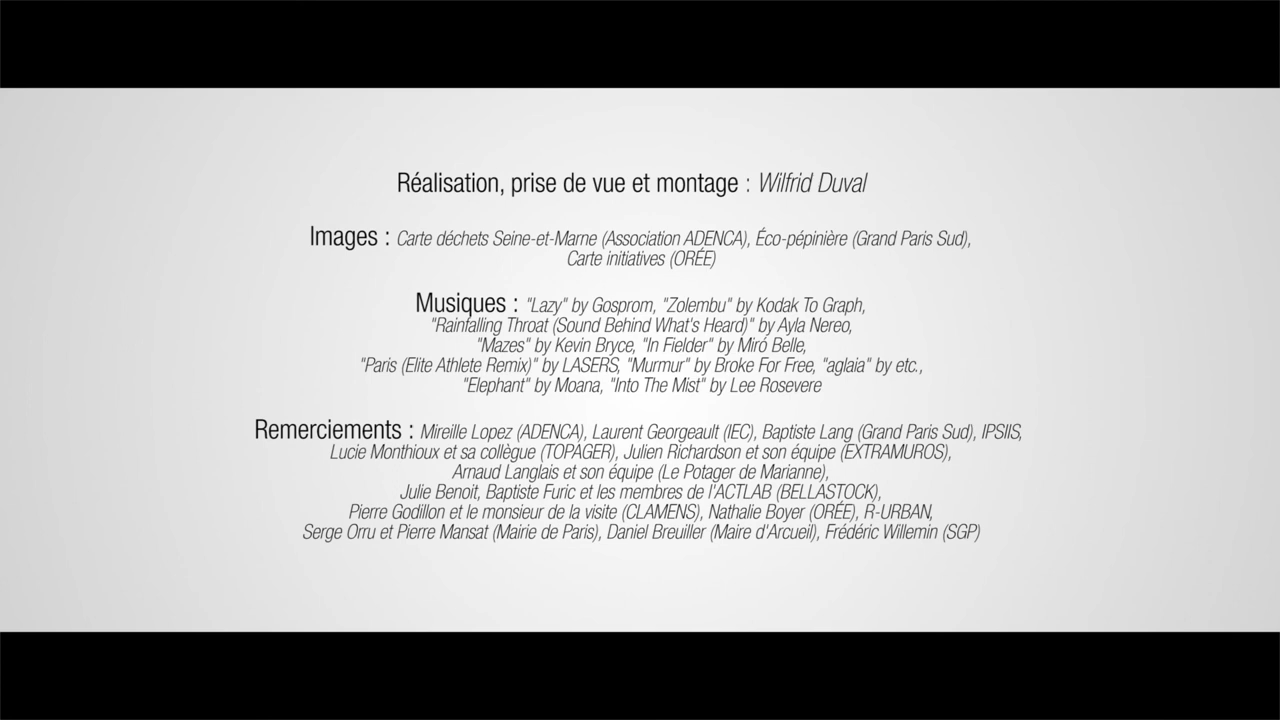 Réalisation, prise de vue et montage : Wilfrid Duval
Images : Carte déchets Seine-et-Marne (Association ADENCA), Éco-pépinière (Grand Paris Sud),
Carte initiatives (ORÉE)
Musiques : "Lazy" by Gosprom, "Zolembu" by Kodak To Graph,
"Rainfalling Throat (Sound Behind What's Heard)" by Ayla Nereo,
"Mazes" by Kevin Bryce, "In Fielder" by Miró Belle,
"Paris (Elite Athlete Remix)" by LASERS, "Murmur" by Broke For Free, "aglaia" by etc.,
"Elephant" by Moana, "Into The Mist" by Lee Rosevere
Remerciements : Mireille Lopez (ADENCA), Laurent Georgeault (IEC), Baptiste Lang (Grand Paris Sud), IPSIIS,
Lucie Monthioux et sa collègue (TOPAGER), Julien Richardson et son équipe (EXTRAMUROS),
Arnaud Langlais et son équipe (Le Potager de Marianne),
Julie Benoit, Baptiste Furic et les membres de l'ACTLAB (BELLASTOCK),
Pierre Godillon et le monsieur de la visite (CLAMENS), Nathalie Boyer (ORÉE), R-URBAN,
Serge Orru et Pierre Mansat (Mairie de Paris), Daniel Breuiller (Maire d'Arcueil), Frédéric Willemin (SGP)